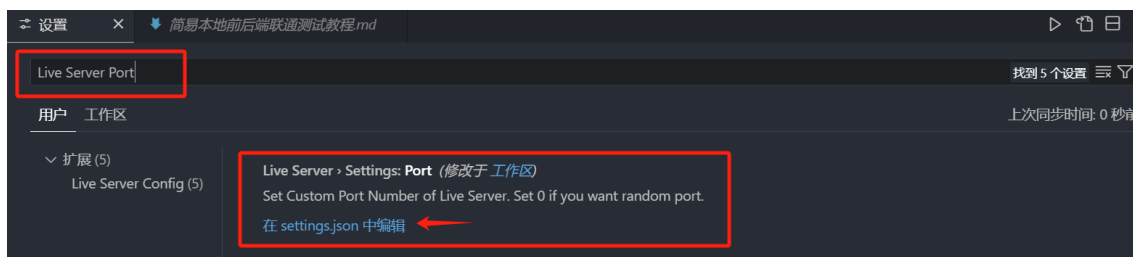 设置 × 简易本地前后端联通测试教程.md
Live Server Port 找到 5 个设置
用户 工作区 上次同步时间: 0 秒前
扩展 (5)
Live Server Config (5)
Live Server › Settings: Port (修改于 工作区)
Set Custom Port Number of Live Server. Set 0 if you want random port.
在 settings.json 中编辑